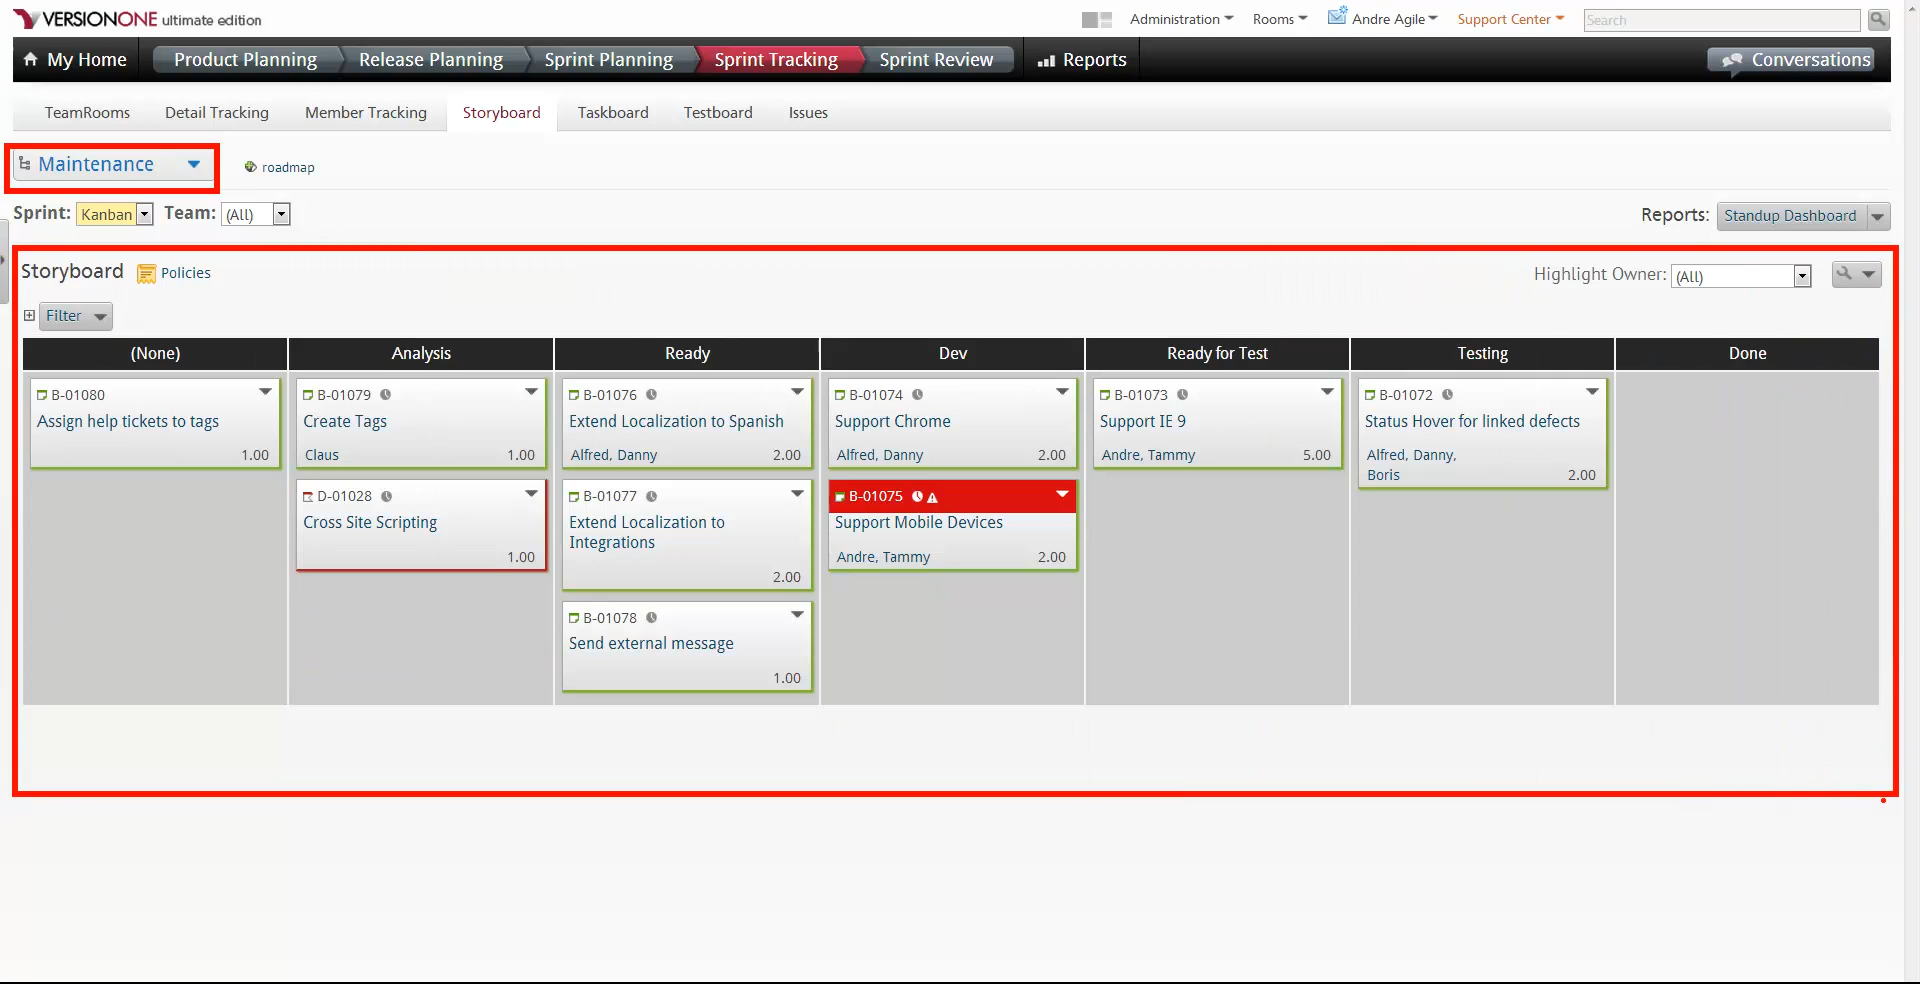 VERSIONONE ultimate edition
Administration Rooms Andre Agile Support Center Search
My Home Product Planning Release Planning Sprint Planning Sprint Tracking Sprint Review Reports Conversations
TeamRooms Detail Tracking Member Tracking Storyboard Taskboard Testboard Issues
Maintenance roadmap
Sprint: Kanban Team: (All) Reports: Standup Dashboard
Storyboard Policies Highlight Owner: (All)
Filter
(None) Analysis Ready Dev Ready for Test Testing Done
B-01080
Assign help tickets to tags
1.00
B-01079
Create Tags
Claus 1.00
D-01028
Cross Site Scripting
1.00
B-01076
Extend Localization to Spanish
Alfred, Danny 2.00
B-01077
Extend Localization to
Integrations
2.00
B-01078
Send external message
1.00
B-01074
Support Chrome
Alfred, Danny 2.00
B-01075
Support Mobile Devices
Andre, Tammy 2.00
B-01073
Support IE 9
Andre, Tammy 5.00
B-01072
Status Hover for linked defects
Alfred, Danny,
Boris 2.00